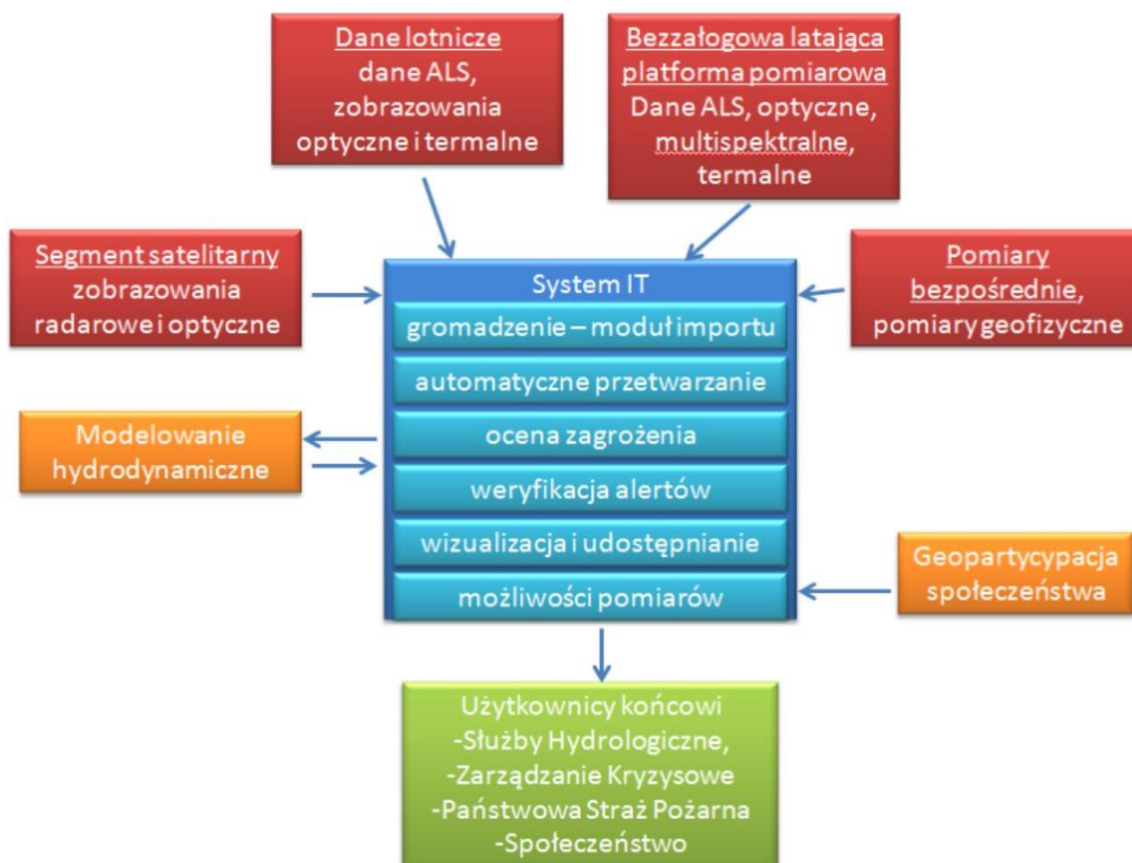 Dane lotnicze
dane ALS,
zobrazowania
optyczne i termalne
Bezzałogowa latająca
platforma pomiarowa
Dane ALS, optyczne,
multispektralne,
termalne
Segment satelitarny
zobrazowania
radarowe i optyczne
Pomiary
bezpośrednie,
pomiary geofizyczne
System IT
gromadzenie – moduł importu
automatyczne przetwarzanie
ocena zagrożenia
weryfikacja alertów
wizualizacja i udostępnianie
możliwości pomiarów
Modelowanie
hydrodynamiczne
Geopartycypacja
społeczeństwa
Użytkownicy końcowi
-Służby Hydrologiczne,
-Zarządzanie Kryzysowe
-Państwowa Straż Pożarna
-Społeczeństwo